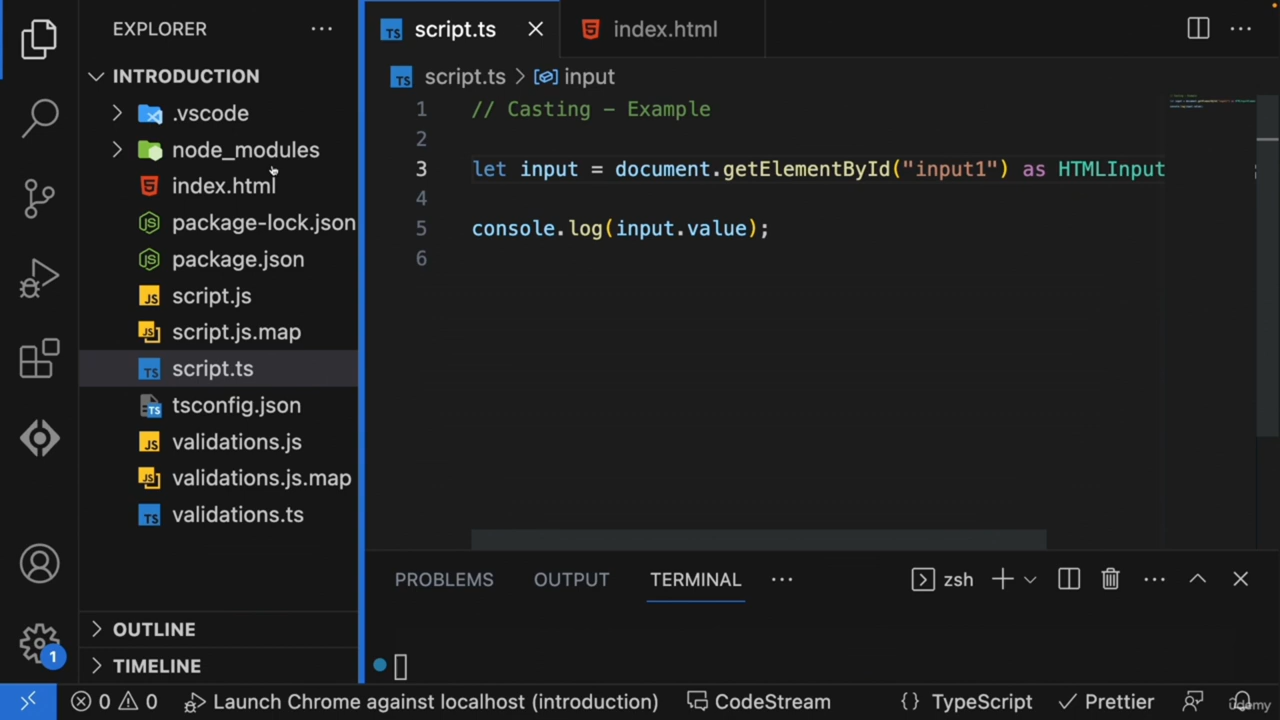 EXPLORER
INTRODUCTION
.vscode
node_modules
index.html
package-lock.json
package.json
script.js
script.js.map
script.ts
tsconfig.json
validations.js
validations.js.map
validations.ts
OUTLINE
TIMELINE
script.ts
index.html
script.ts > input
1 // Casting - Example
2
3 let input = document.getElementById("input1") as HTMLInput
4
5 console.log(input.value);
6
PROBLEMS OUTPUT TERMINAL
zsh
1
0 0 Launch Chrome against localhost (introduction) CodeStream {} TypeScript Prettier
udemy